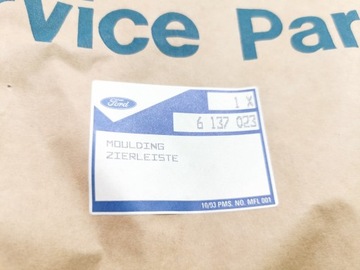 rvice Par
Ford
1 X
6 137 023
MOULDING
ZIERLEISTE
10/93 PMS. NO. MFL 001